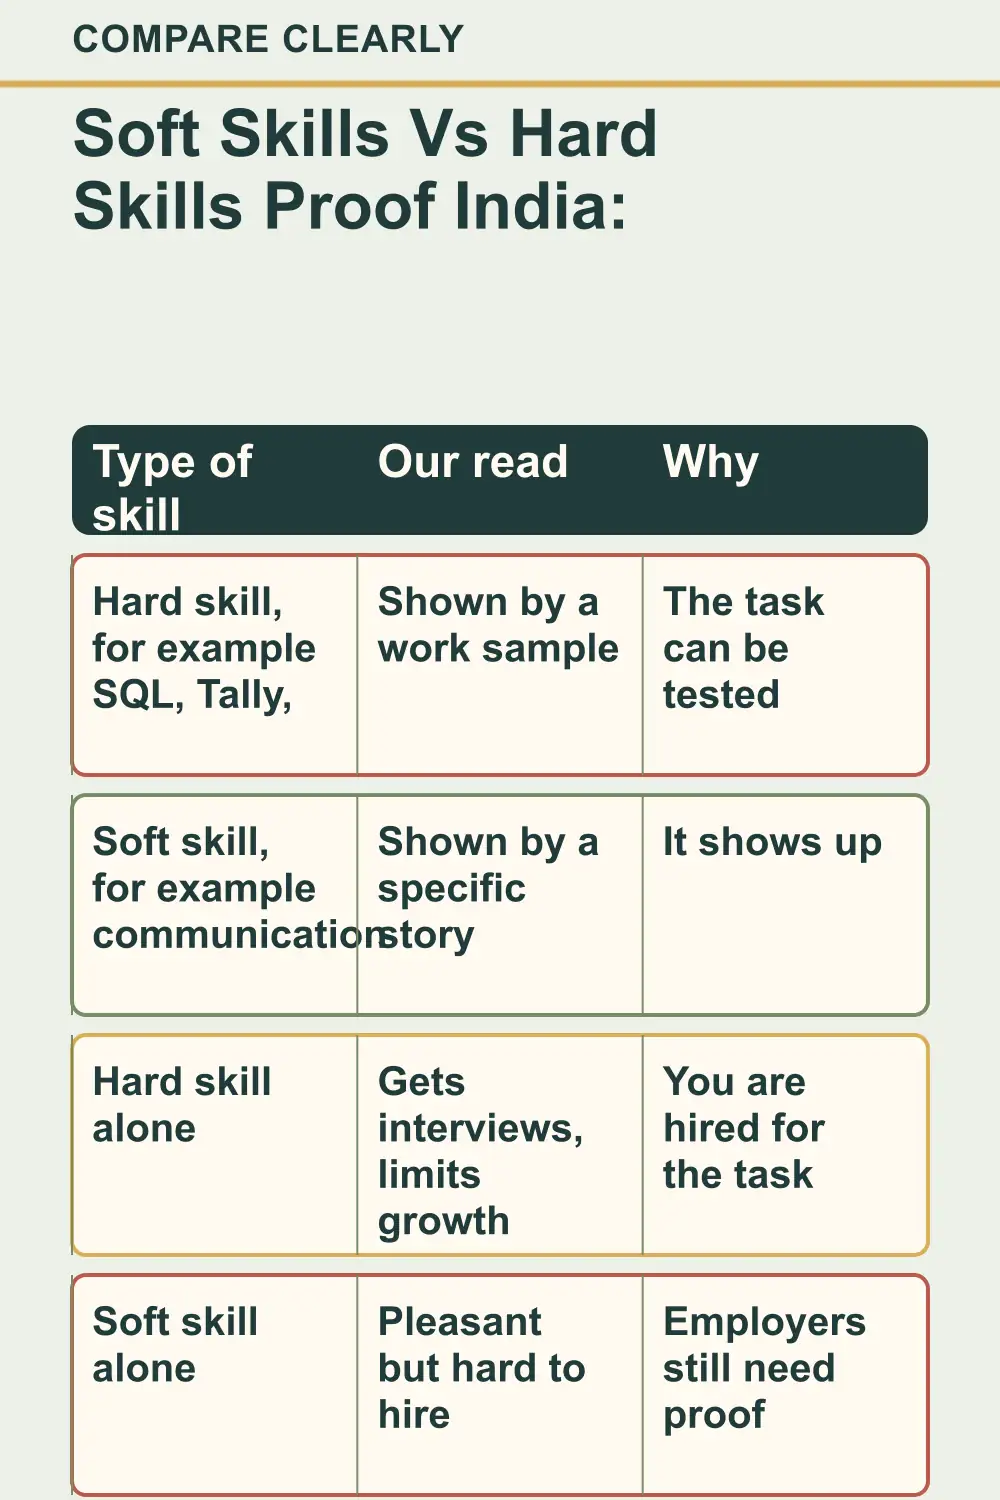 COMPARE CLEARLY
Soft Skills Vs Hard
Skills Proof India:
Type of
skill
Our read
Why
Hard skill,
for example
SQL, Tally,
Shown by a
work sample
The task
can be
tested
Soft skill,
for example
communication
Shown by a
specific
story
It shows up
Hard skill
alone
Gets
interviews,
limits
growth
You are
hired for
the task
Soft skill
alone
Pleasant
but hard to
hire
Employers
still need
proof